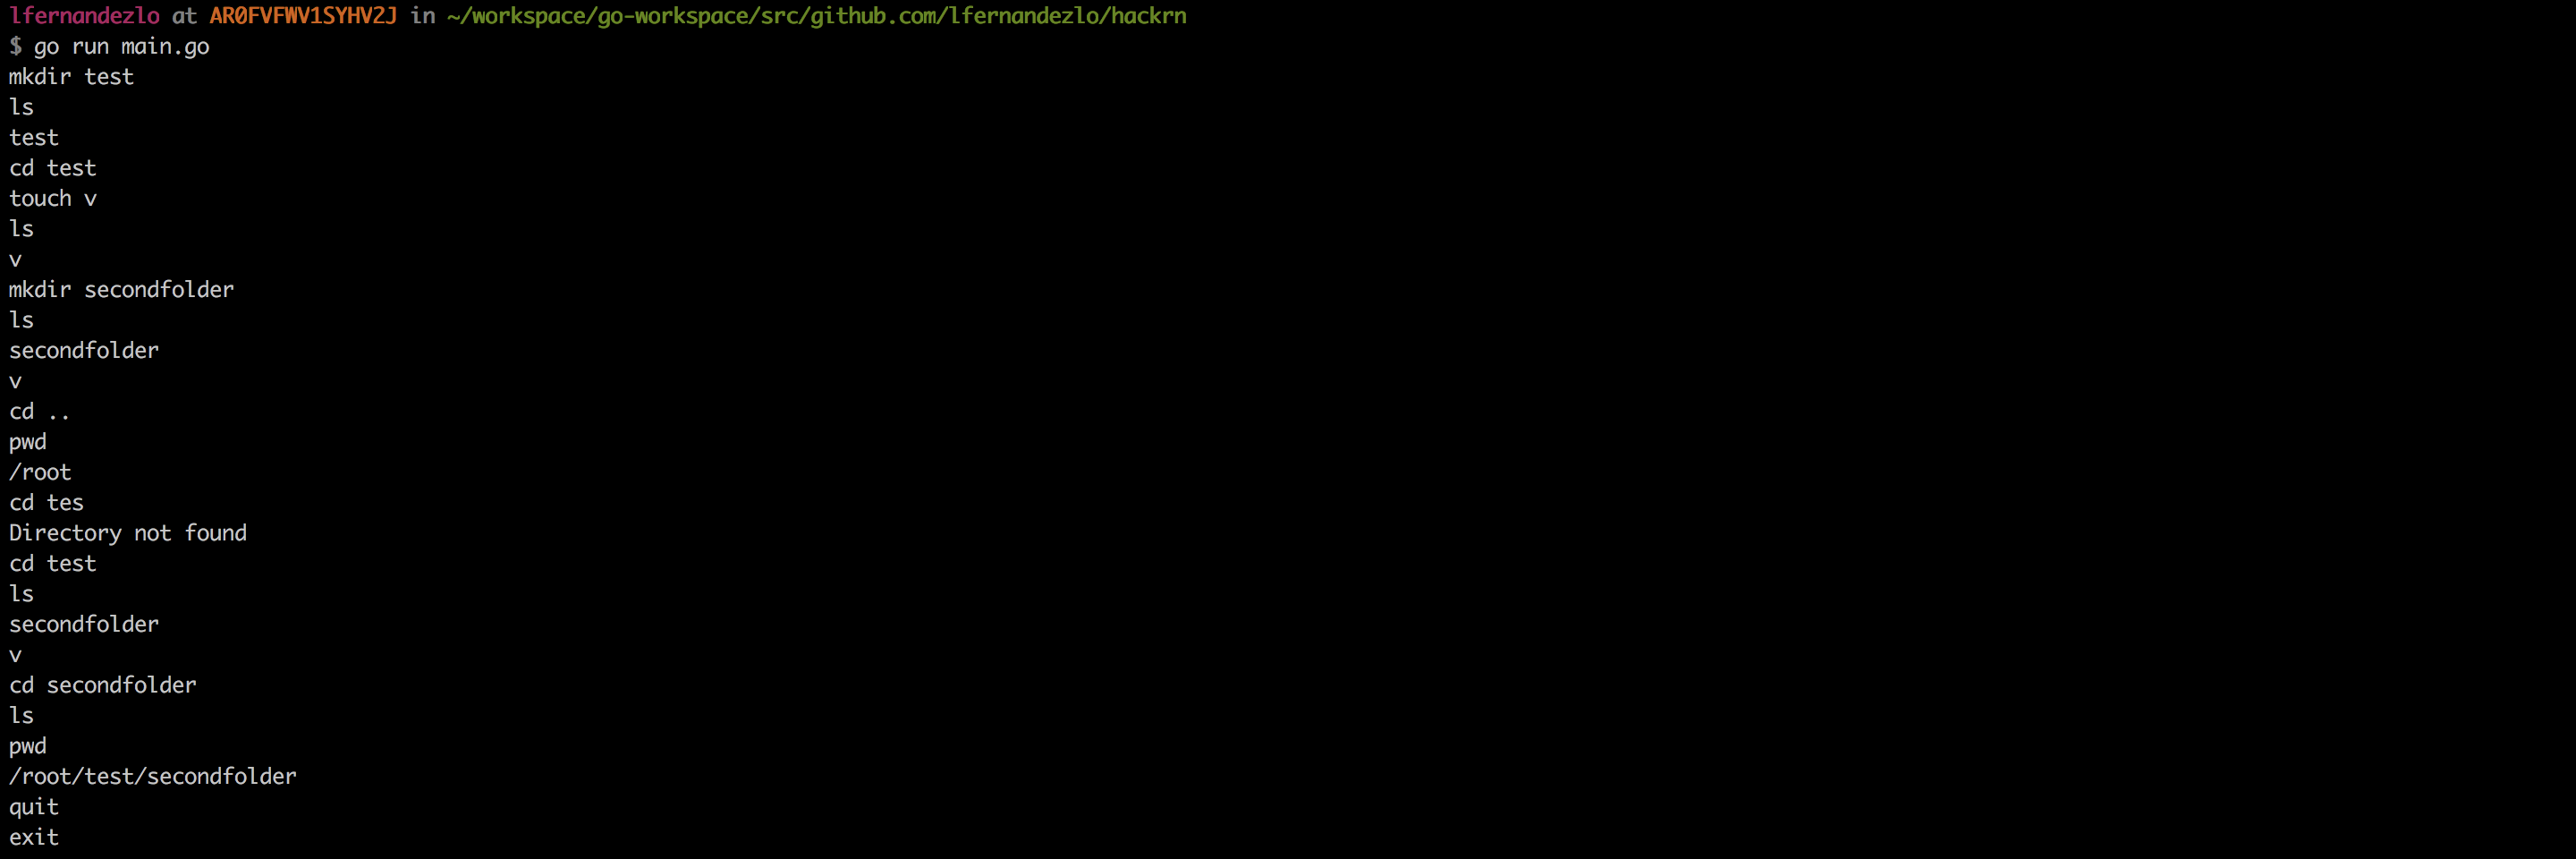 lfernandezlo at AR0FVFWV1SYHV2J in ~/workspace/go-workspace/src/github.com/lfernandezlo/hackrn
$ go run main.go
mkdir test
ls
test
cd test
touch v
ls
v
mkdir secondfolder
ls
secondfolder
v
cd ..
pwd
/root
cd tes
Directory not found
cd test
ls
secondfolder
v
cd secondfolder
ls
pwd
/root/test/secondfolder
quit
exit